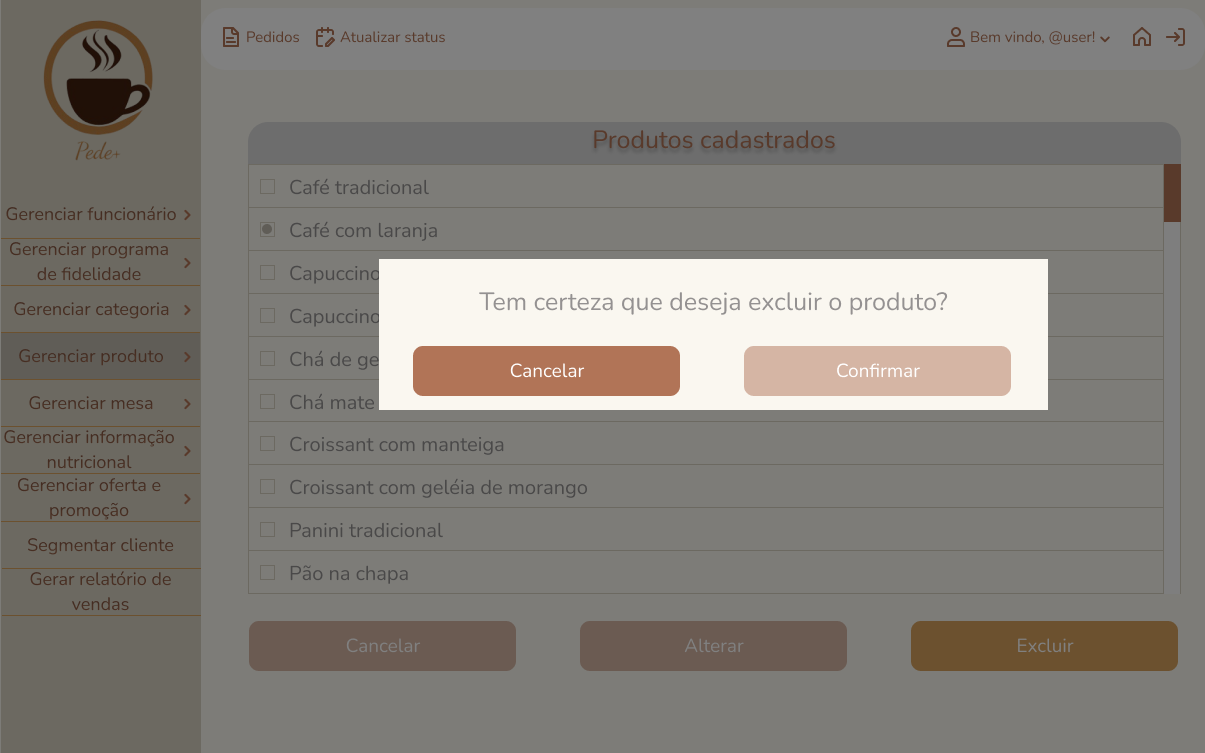 Pedidos
Atualizar status
Bem vindo, @user!
Pede+
Gerenciar funcionário
Gerenciar programa
de fidelidade
Gerenciar categoria
Gerenciar produto
Gerenciar mesa
Gerenciar informação
nutricional
Gerenciar oferta e
promoção
Segmentar cliente
Gerar relatório de
vendas
Produtos cadastrados
Café tradicional
Café com laranja
Capuccino
Capuccino
Chá de ge
Chá mate
Croissant com manteiga
Croissant com geléia de morango
Panini tradicional
Pão na chapa
Tem certeza que deseja excluir o produto?
Cancelar
Confirmar
Cancelar
Alterar
Excluir